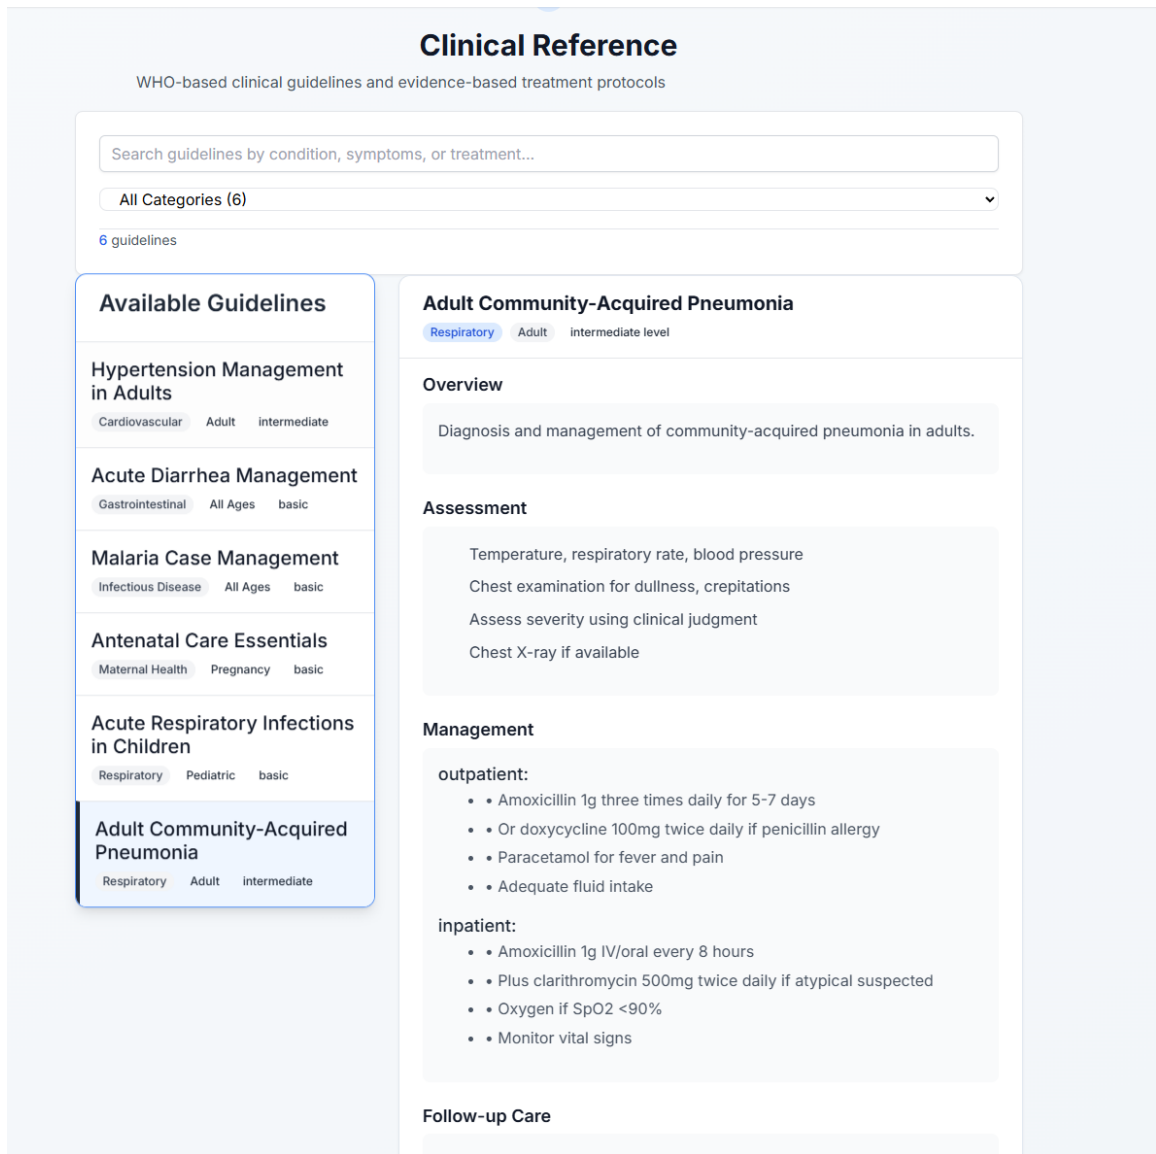 Clinical Reference
WHO-based clinical guidelines and evidence-based treatment protocols
Search guidelines by condition, symptoms, or treatment...
All Categories (6)
6 guidelines
Available Guidelines
Hypertension Management
in Adults
Cardiovascular Adult intermediate
Acute Diarrhea Management
Gastrointestinal All Ages basic
Malaria Case Management
Infectious Disease All Ages basic
Antenatal Care Essentials
Maternal Health Pregnancy basic
Acute Respiratory Infections
in Children
Respiratory Pediatric basic
Adult Community-Acquired
Pneumonia
Respiratory Adult intermediate
Adult Community-Acquired Pneumonia
Respiratory Adult intermediate level
Overview
Diagnosis and management of community-acquired pneumonia in adults.
Assessment
Temperature, respiratory rate, blood pressure
Chest examination for dullness, crepitations
Assess severity using clinical judgment
Chest X-ray if available
Management
outpatient:
• • Amoxicillin 1g three times daily for 5-7 days
• • Or doxycycline 100mg twice daily if penicillin allergy
• • Paracetamol for fever and pain
• • Adequate fluid intake
inpatient:
• • Amoxicillin 1g IV/oral every 8 hours
• • Plus clarithromycin 500mg twice daily if atypical suspected
• • Oxygen if SpO2 <90%
• • Monitor vital signs
Follow-up Care